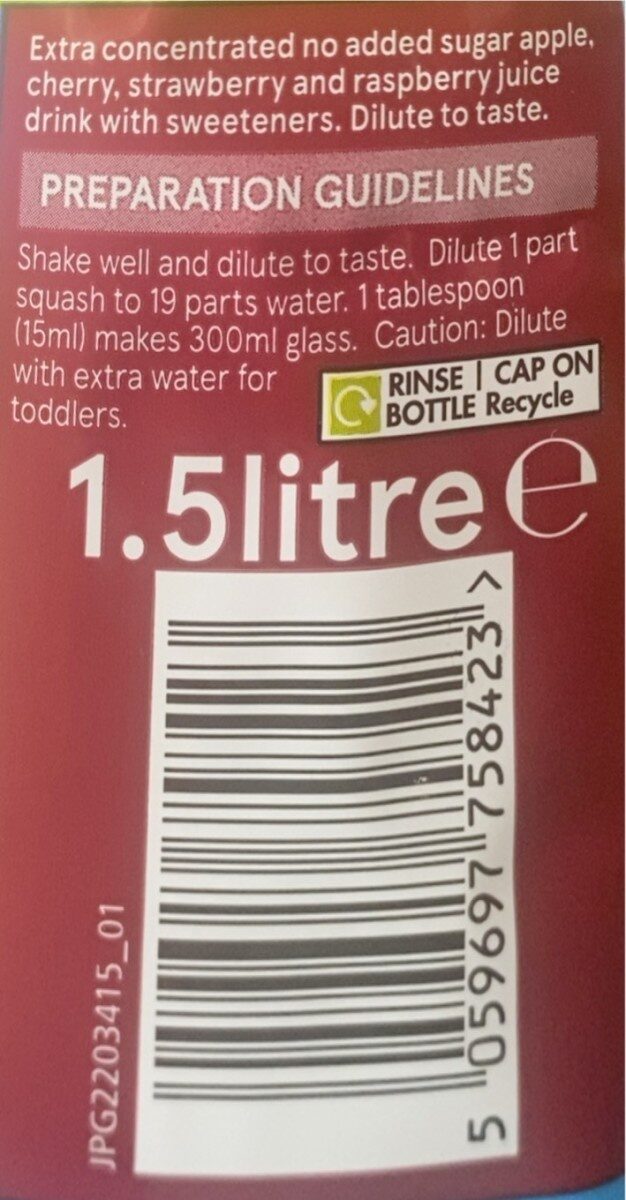 Extra concentrated no added sugar apple,
cherry, strawberry and raspberry juice
drink with sweeteners. Dilute to taste.
PREPARATION GUIDELINES
Shake well and dilute to taste. Dilute 1 part
squash to 19 parts water. 1 tablespoon
(15ml) makes 300ml glass. Caution: Dilute
with extra water for
toddlers.
RINSE | CAP ON
BOTTLE Recycle
1.5litre e
5 059697 758423 >
JPG2203415_01